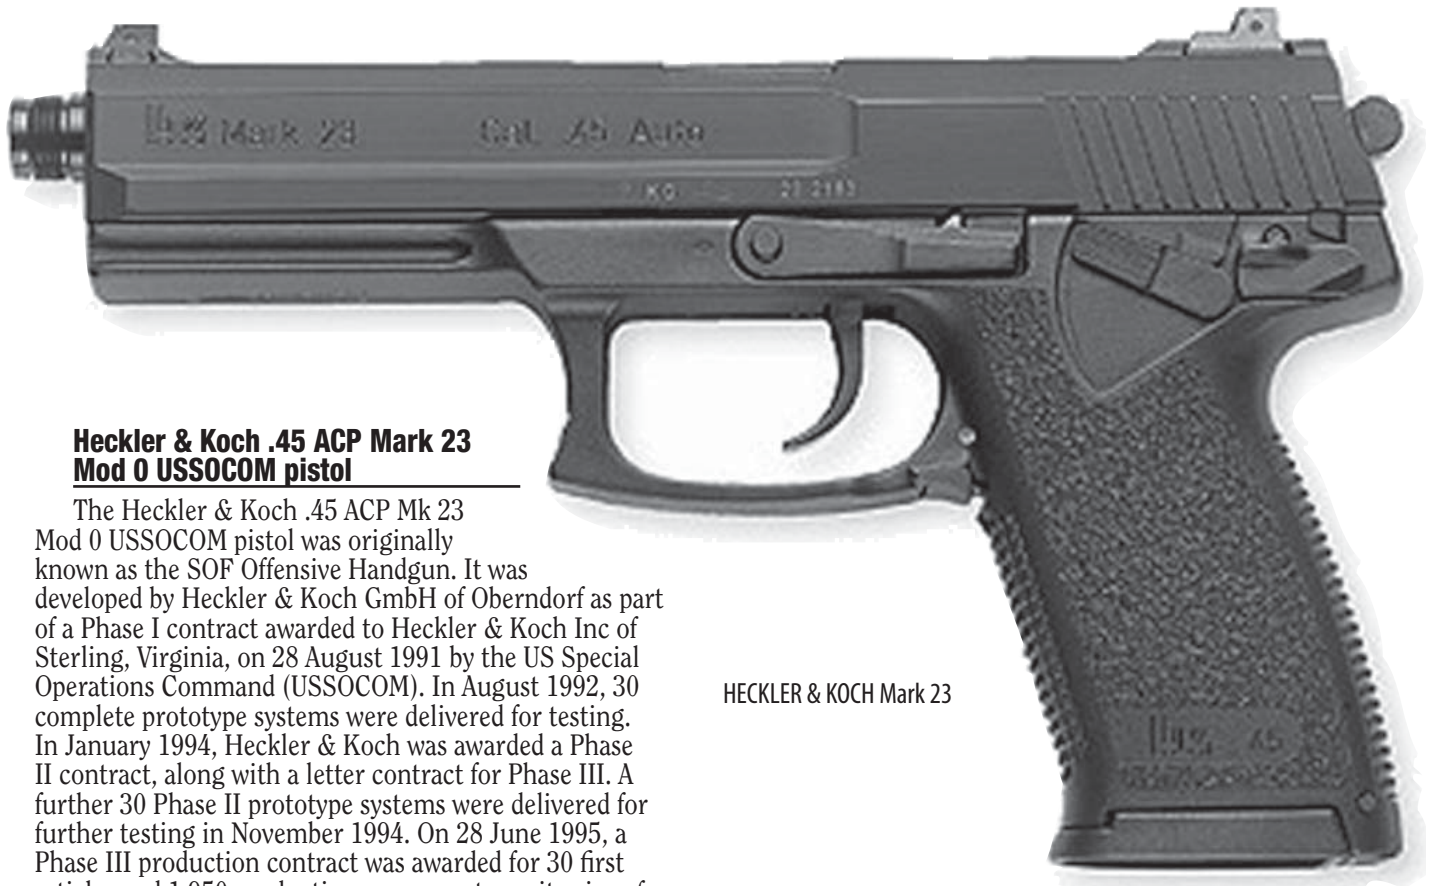 Mark 23 Cal. .45 Auto
KG 23 2183
Heckler & Koch .45 ACP Mark 23
Mod 0 USSOCOM pistol
The Heckler & Koch .45 ACP Mk 23
Mod 0 USSOCOM pistol was originally
known as the SOF Offensive Handgun. It was
developed by Heckler & Koch GmbH of Oberndorf as part
of a Phase I contract awarded to Heckler & Koch Inc of
Sterling, Virginia, on 28 August 1991 by the US Special
Operations Command (USSOCOM). In August 1992, 30
complete prototype systems were delivered for testing.
In January 1994, Heckler & Koch was awarded a Phase
II contract, along with a letter contract for Phase III. A
further 30 Phase II prototype systems were delivered for
further testing in November 1994. On 28 June 1995, a
Phase III production contract was awarded for 30 first
HECKLER & KOCH Mark 23